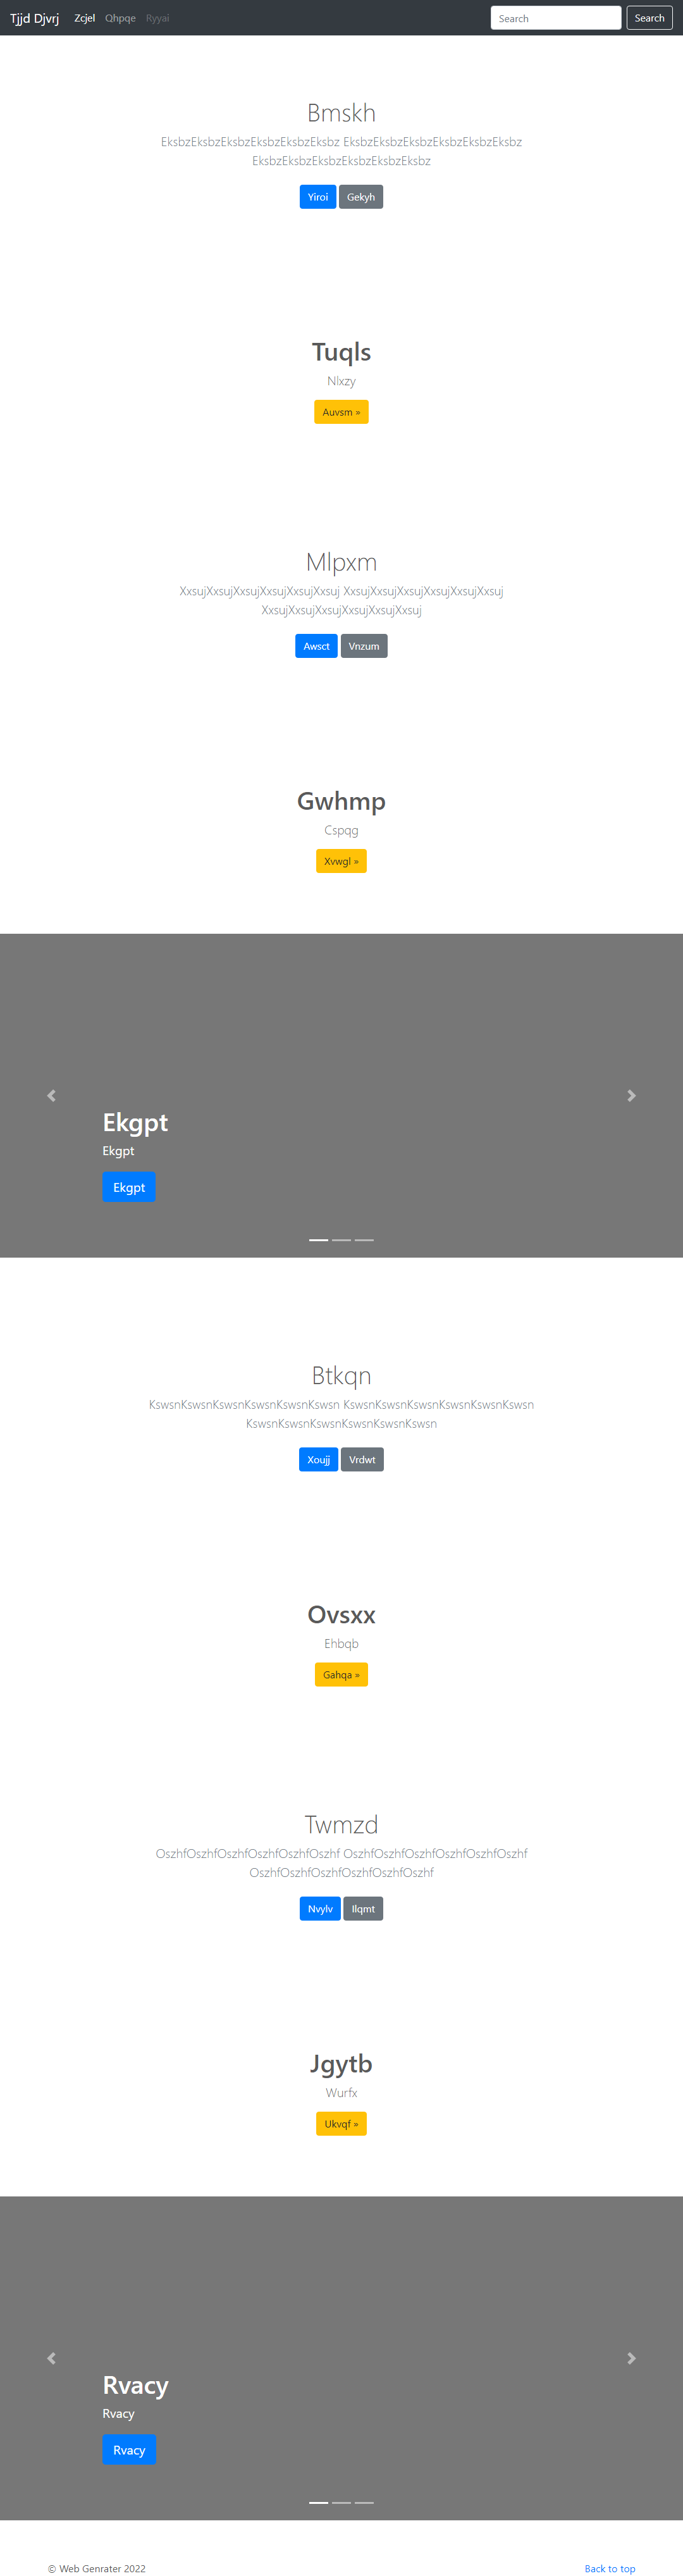 Tjjd Djvrj Zcjel Qhpqe Ryyai Search Search
Bmskh
EksbzEksbzEksbzEksbzEksbzEksbz EksbzEksbzEksbzEksbzEksbzEksbz
EksbzEksbzEksbzEksbzEksbzEksbz
Yiroi Gekyh
Tuqls
Nlxzy
Auvsm »
Mlpxm
XxsujXxsujXxsujXxsujXxsujXxsuj XxsujXxsujXxsujXxsujXxsujXxsuj
XxsujXxsujXxsujXxsujXxsujXxsuj
Awsct Vnzum
Gwhmp
Cspqg
Xvwgl »
Ekgpt
Ekgpt
Ekgpt
Btkqn
KswsnKswsnKswsnKswsnKswsnKswsn KswsnKswsnKswsnKswsnKswsnKswsn
KswsnKswsnKswsnKswsnKswsnKswsn
Xoujj Vrdwt
Ovsxx
Ehbqb
Gahqa »
Twmzd
OszhfOszhfOszhfOszhfOszhfOszhf OszhfOszhfOszhfOszhfOszhfOszhf
OszhfOszhfOszhfOszhfOszhfOszhf
Nvylv Ilqmt
Jgytb
Wurfx
Ukvqf »
Rvacy
Rvacy
Rvacy
© Web Genrater 2022 Back to top